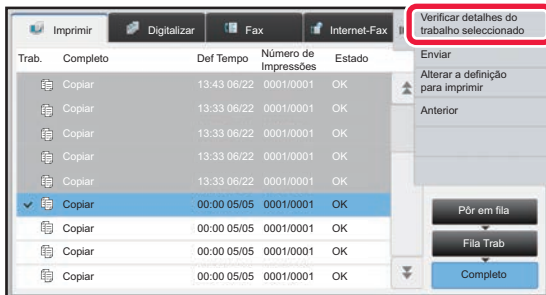 Imprimir Digitalizar Fax Internet-Fax
Verificar detalhes do
trabalho seleccionado
Enviar
Alterar a definição
para imprimir
Anterior
Trab. Completo Def Tempo Número de
Impressões Estado
Copiar 13:43 06/22 0001/0001 OK
Copiar 13:33 06/22 0001/0001 OK
Copiar 13:33 06/22 0001/0001 OK
Copiar 13:33 06/22 0001/0001 OK
Copiar 13:33 06/22 0001/0001 OK
Copiar 00:00 05/05 0001/0001 OK
Copiar 00:00 05/05 0001/0001 OK
Copiar 00:00 05/05 0001/0001 OK
Copiar 00:00 05/05 0001/0001 OK
Pôr em fila
Fila Trab
Completo